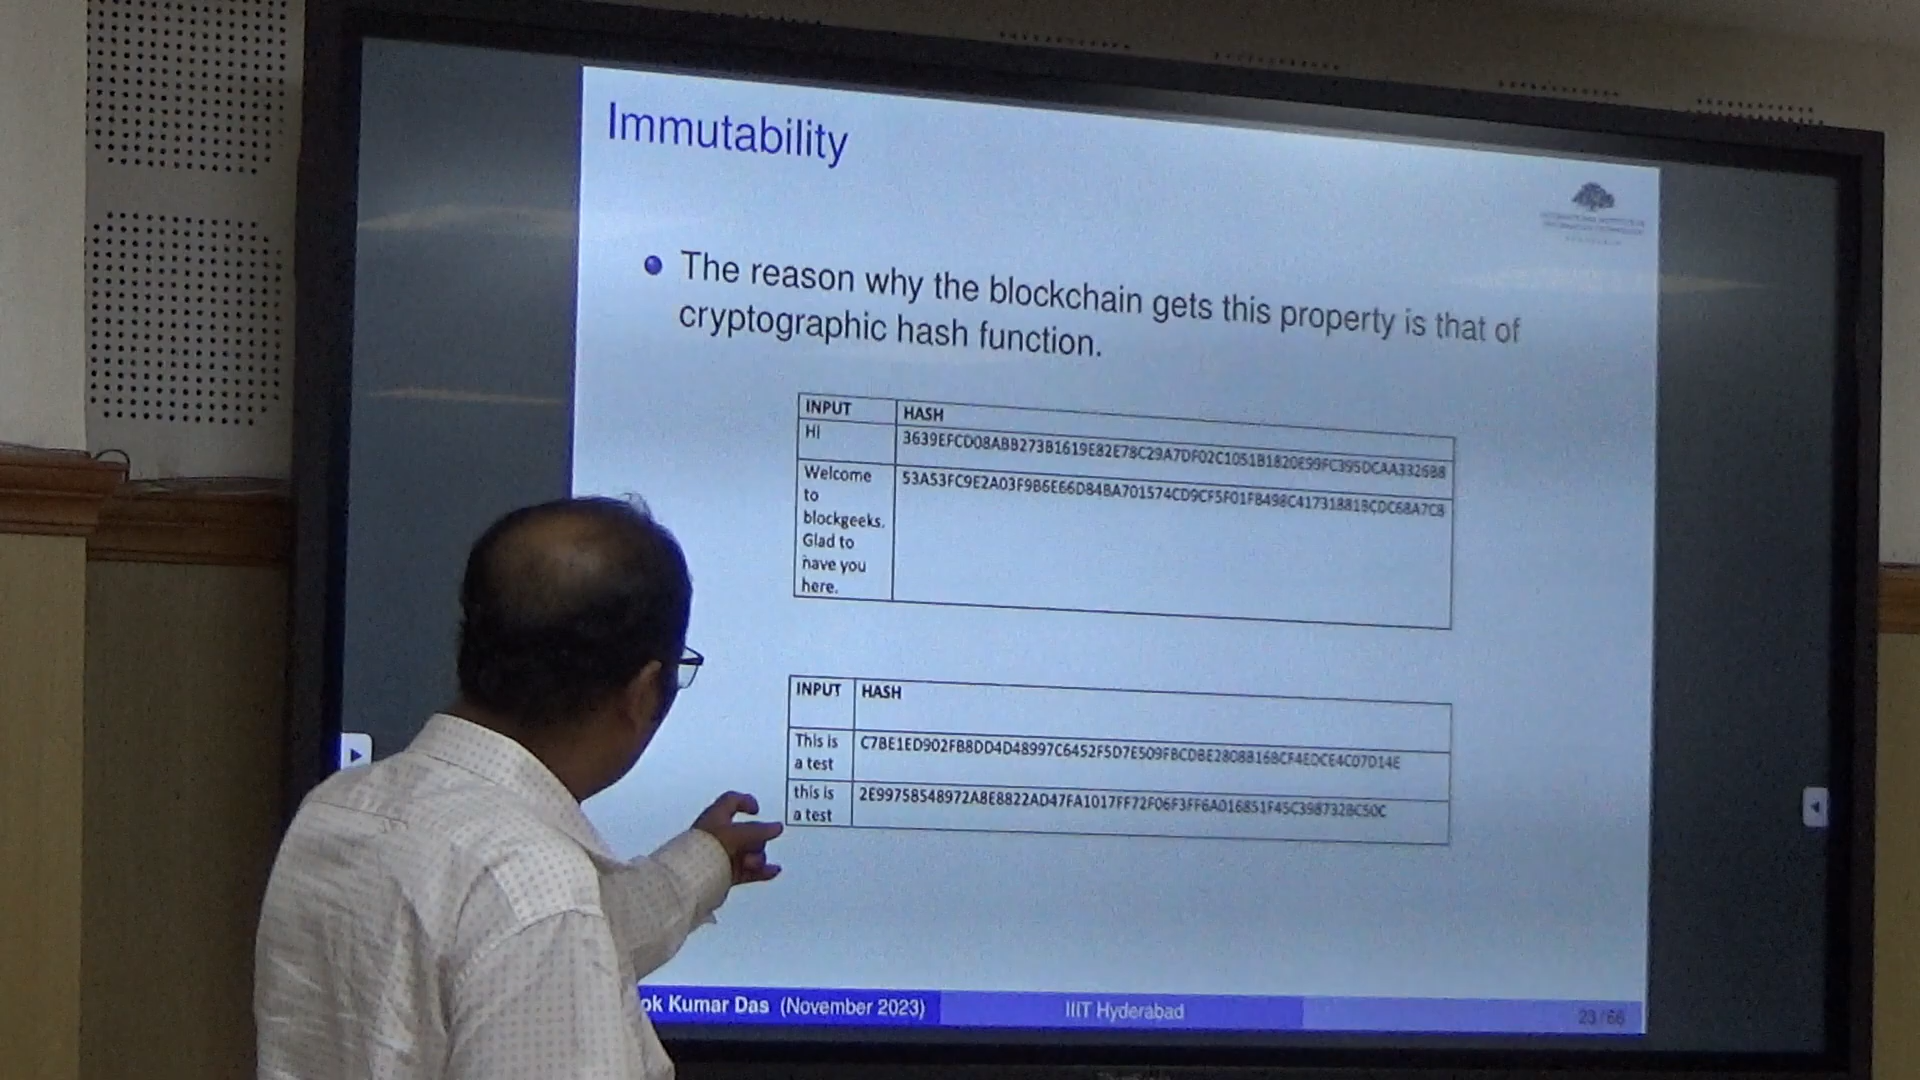 Immutability
The reason why the blockchain gets this property is that of
cryptographic hash function.
INPUT HASH
HI 3639EFCD08ABB273B1619E82E78C29A7DF02C1051B1820E99FC395DCAA3326B8
Welcome 53A53FC9E2A03F9B6E66D84BA701574CD9CF5F01FB498C41731881BCDC68A7C8
to
blockgeeks.
Glad to
have you
here.
INPUT HASH
This is C7BE1ED902FB8DD4D48997C6452F5D7E509FBCDBE2808B16BCF4EDCE4C07D14E
a test
this is 2E99758548972A8E8822AD47FA1017FF72F06F3FF6A016851F45C398732BC50C
a test
ok Kumar Das (November 2023) IIIT Hyderabad 23 / 66